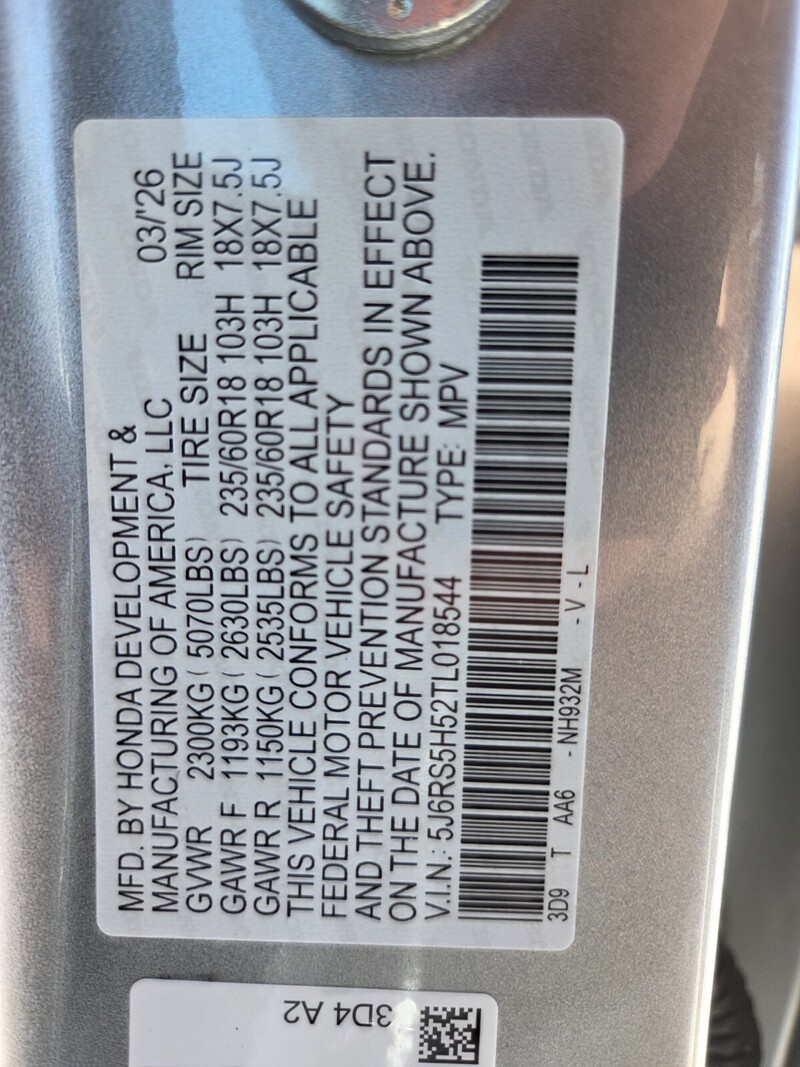 MFD. BY HONDA DEVELOPMENT &
MANUFACTURING OF AMERICA, LLC 03/'26
GVWR 2300KG ( 5070LBS) TIRE SIZE RIM SIZE
GAWR F 1193KG ( 2630LBS) 235/60R18 103H 18X7.5J
GAWR R 1150KG ( 2535LBS) 235/60R18 103H 18X7.5J
THIS VEHICLE CONFORMS TO ALL APPLICABLE
FEDERAL MOTOR VEHICLE SAFETY
AND THEFT PREVENTION STANDARDS IN EFFECT
ON THE DATE OF MANUFACTURE SHOWN ABOVE.
V.I.N.: 5J6RS5H52TL018544 TYPE: MPV
3D9 T AA6 - NH932M - V - L
3D4 A2